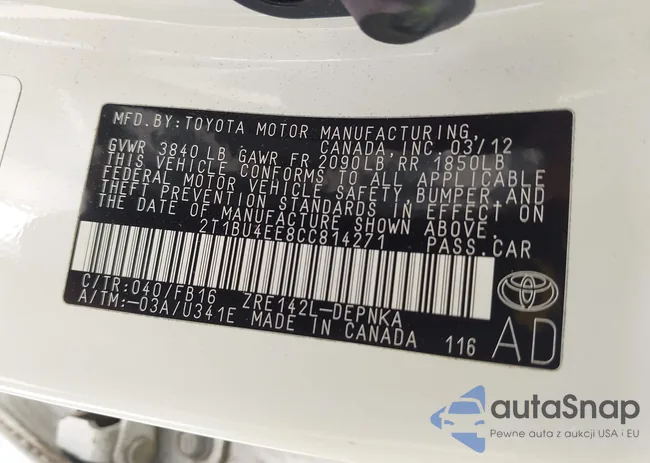 MFD.BY:TOYOTA MOTOR MANUFACTURING,
CANADA INC. 03/12
GVWR 3840 LB GAWR FR 2090LB RR 1850LB
THIS VEHICLE CONFORMS TO ALL APPLICABLE
FEDERAL MOTOR VEHICLE SAFETY, BUMPER, AND
THEFT PREVENTION STANDARDS IN EFFECT ON
THE DATE OF MANUFACTURE SHOWN ABOVE.
2T1BU4EE8CC814271 PASS.CAR
C/TR:040/FB16 ZRE142L-DEPNKA
A/TM:-03A/U341E MADE IN CANADA 116
AD
autaSnap
Pewne auta z aukcji USA i EU